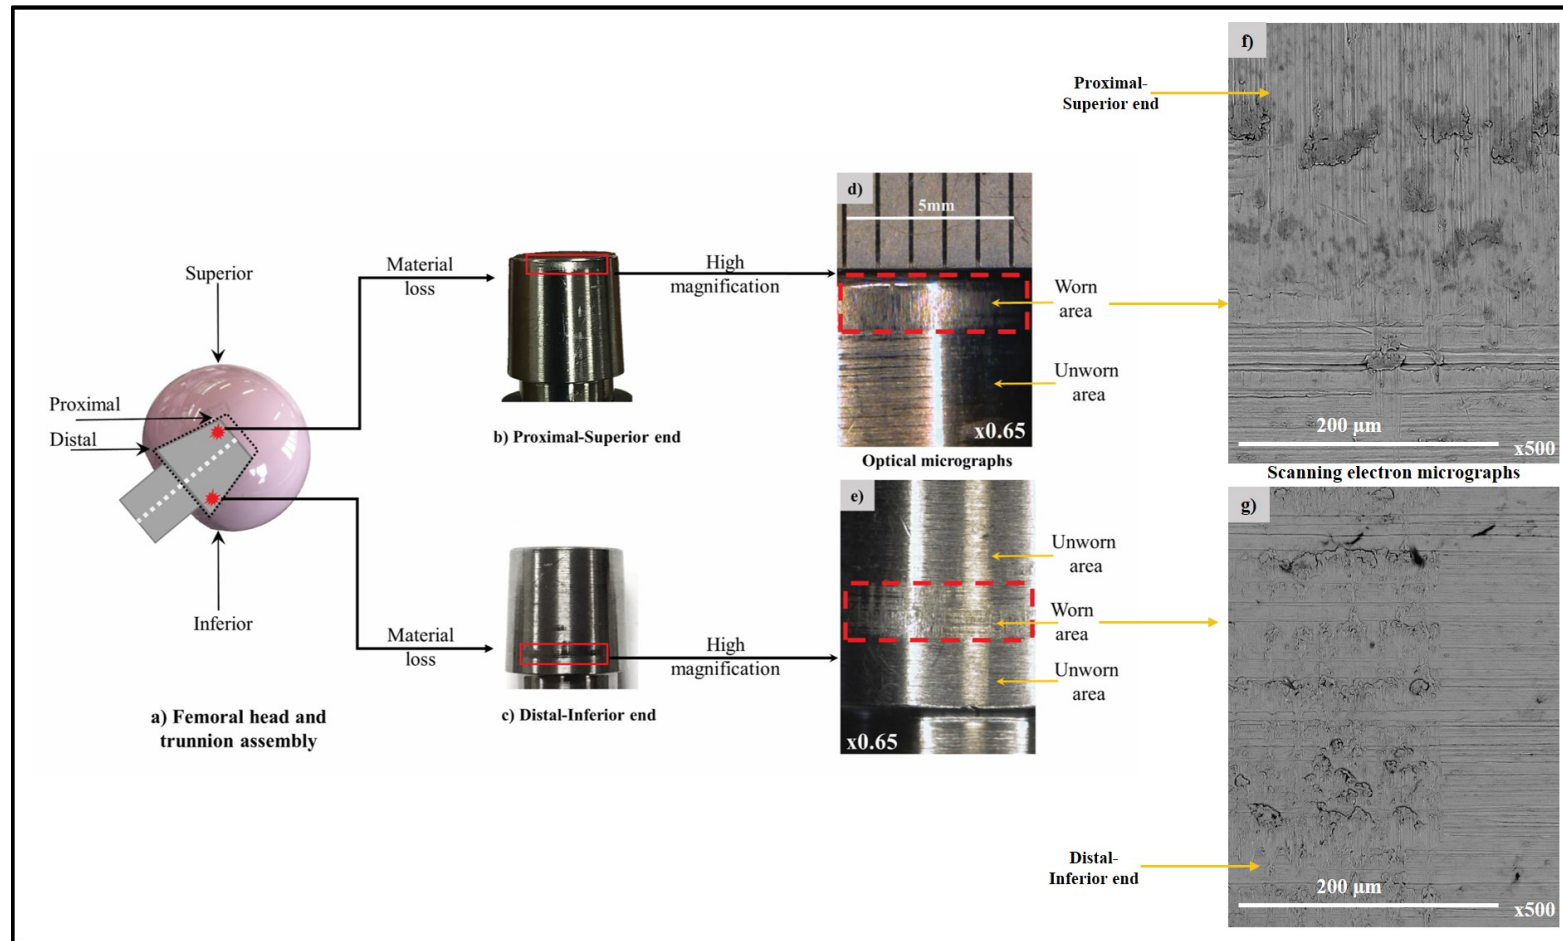 Superior
Proximal
Distal
Inferior
a) Femoral head and
trunnion assembly
Material
loss
b) Proximal-Superior end
High
magnification
d)
5mm
x0.65
Optical micrographs
Worn
area
Unworn
area
Material
loss
c) Distal-Inferior end
High
magnification
e)
x0.65
Unworn
area
Worn
area
Unworn
area
Proximal-
Superior end
f)
200 µm
x500
Scanning electron micrographs
g)
Distal-
Inferior end
200 µm
x500